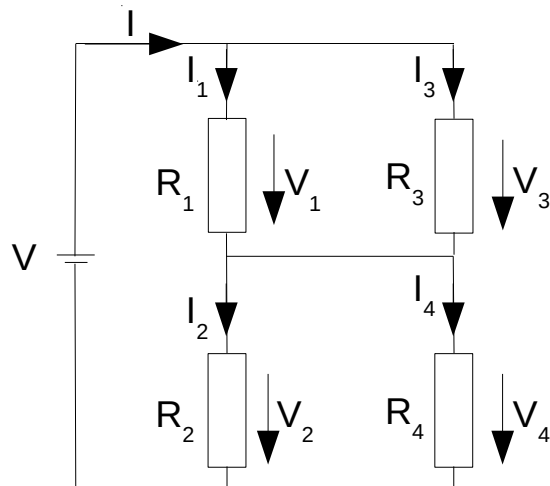 I
I₁ I₃
R₁ V₁ R₃ V₃
V
I₂ I₄
R₂ V₂ R₄ V₄